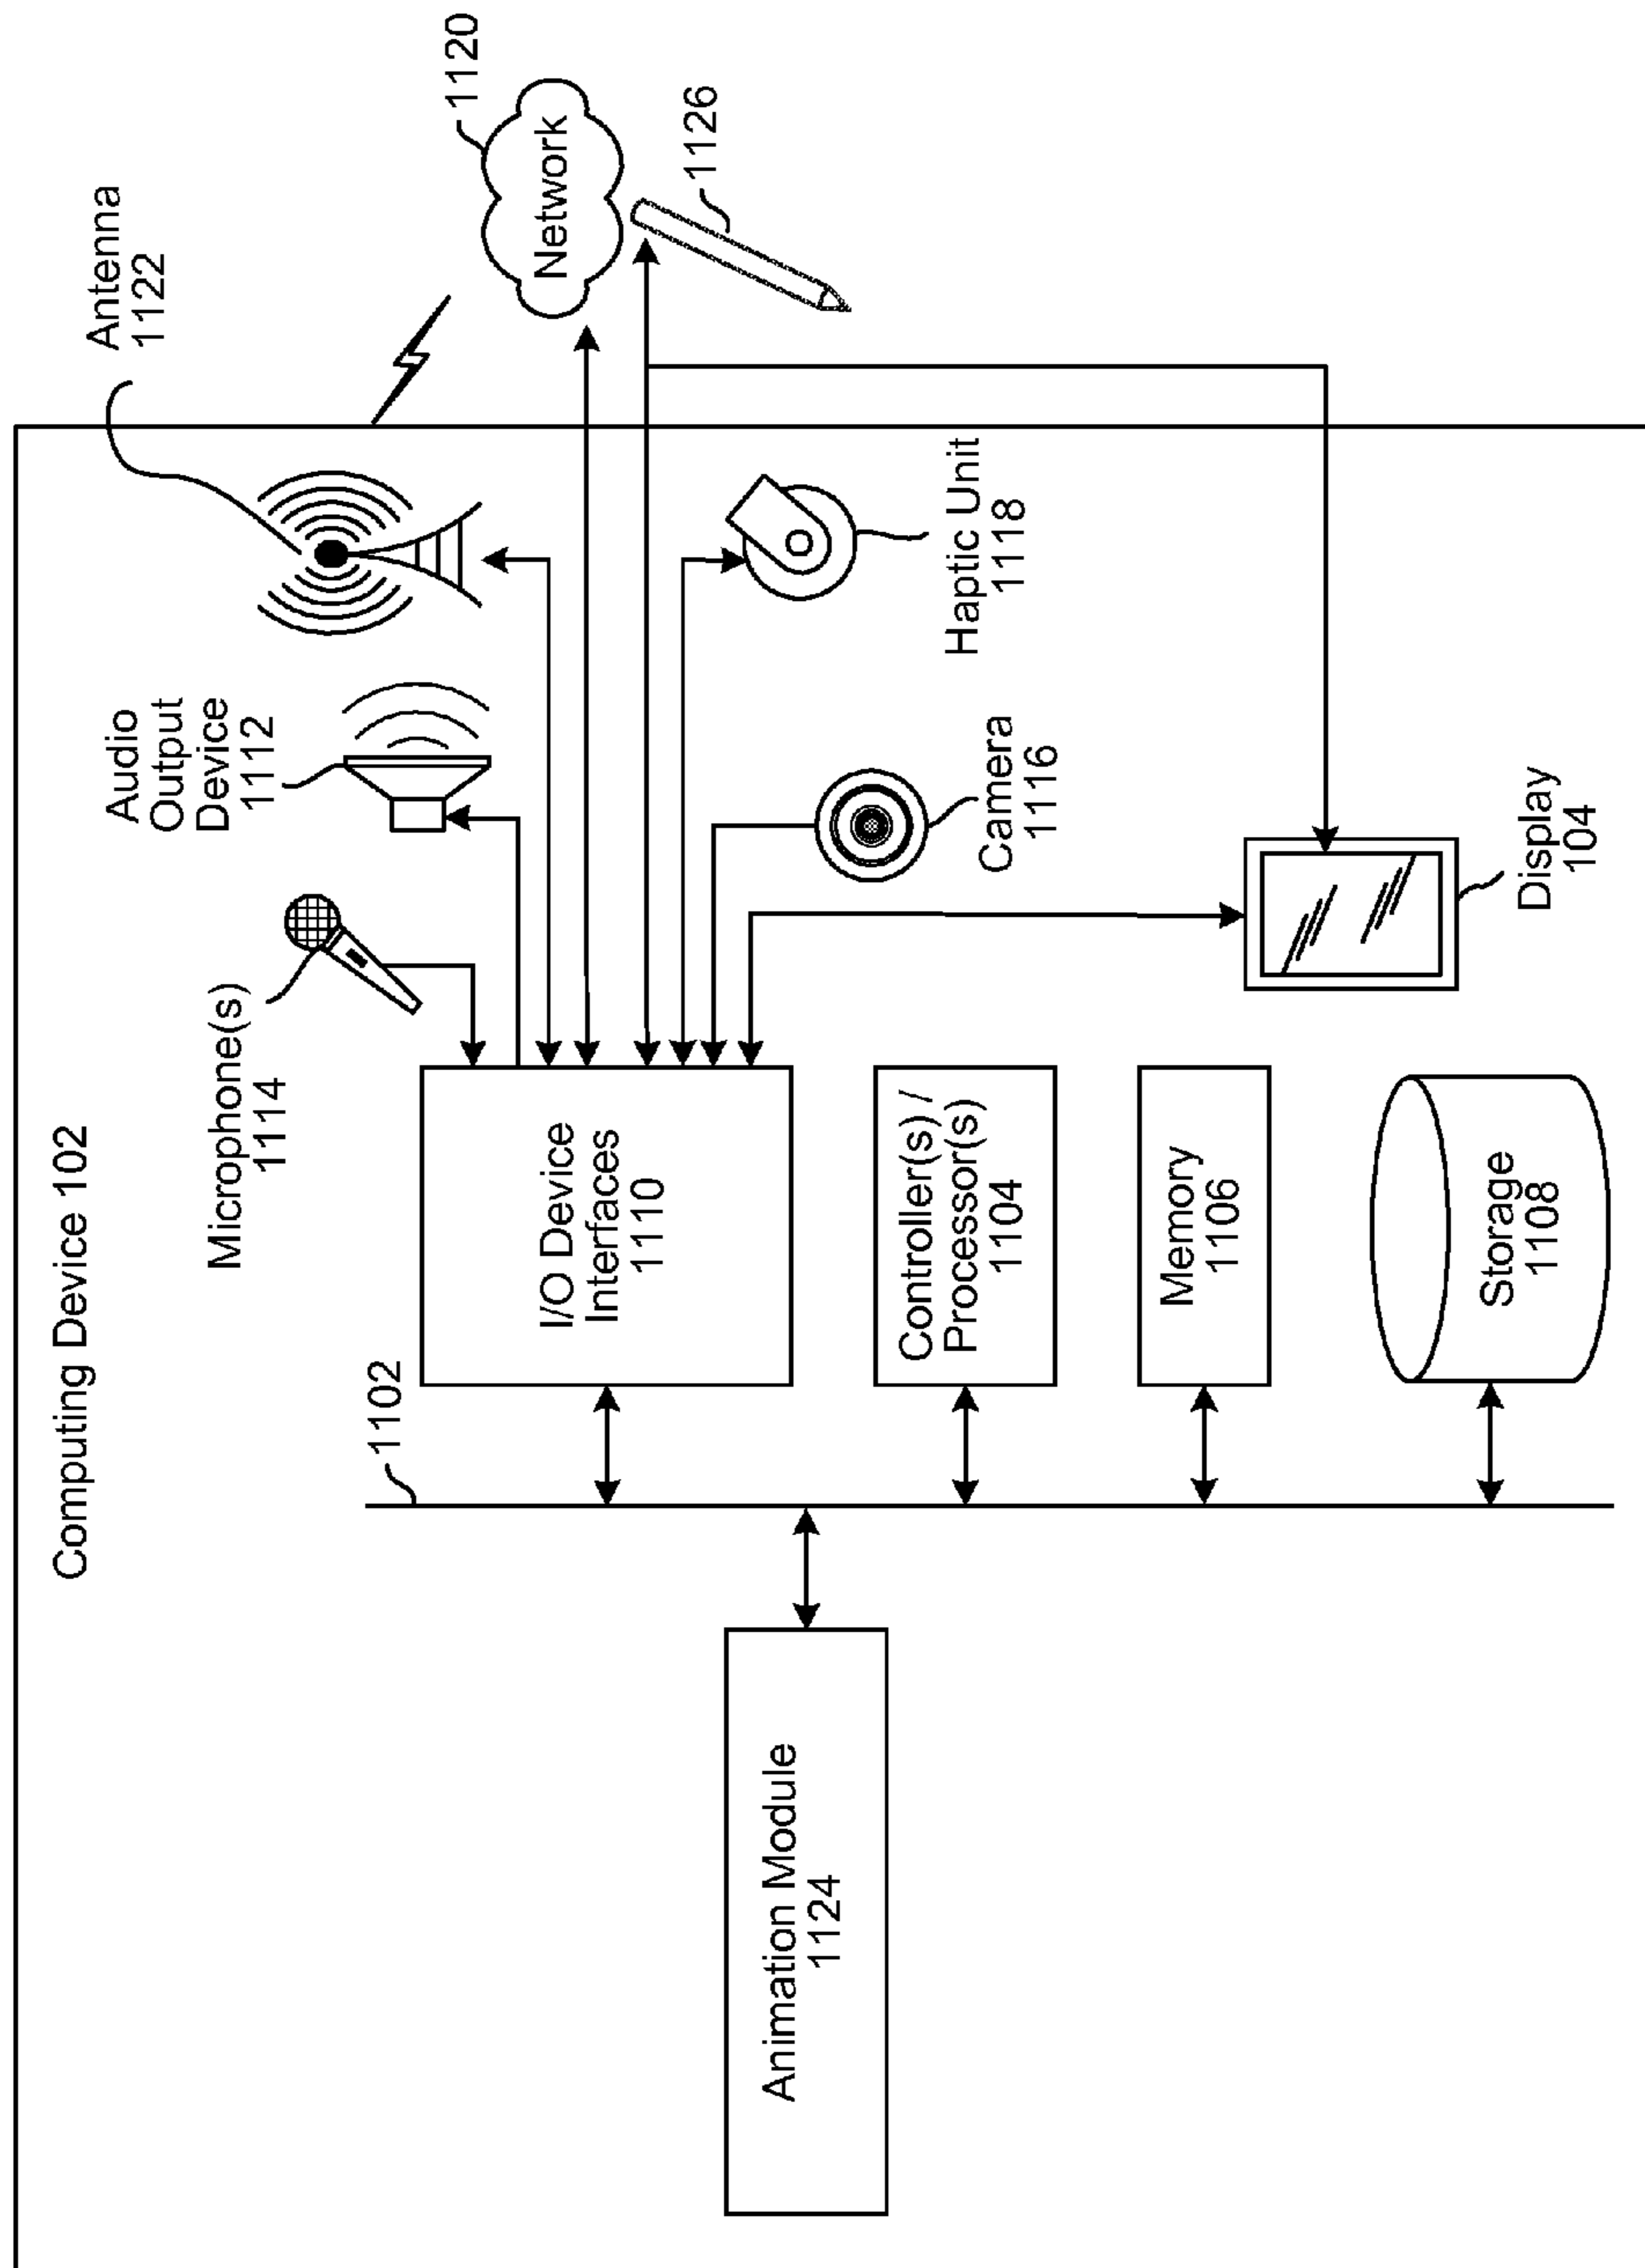 Computing Device 102
Microphone(s)
1114
Audio
Output
Device
1112
Antenna
1122
1120
Network
1126
1102
I/O Device
Interfaces
1110
Haptic Unit
1118
Camera
1116
Animation Module
1124
Controller(s) /
Processor(s)
1104
Memory
1106
Display
104
Storage
1108